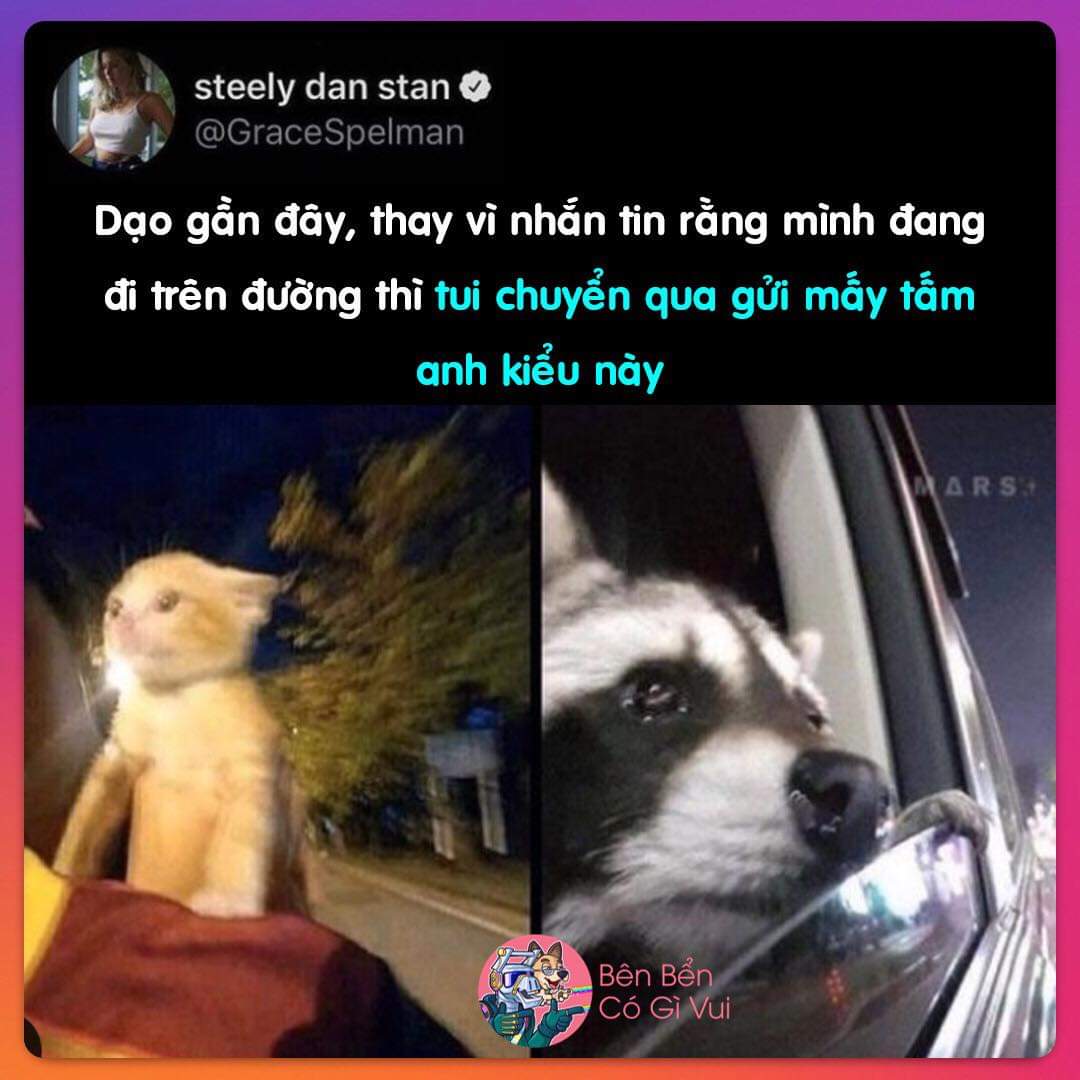 steely dan stan
@GraceSpelman
Dạo gần đây, thay vì nhắn tin rằng mình đang
đi trên đường thì tui chuyển qua gửi mấy tấm
anh kiểu này
MARS
Bên Bển
Có Gì Vui